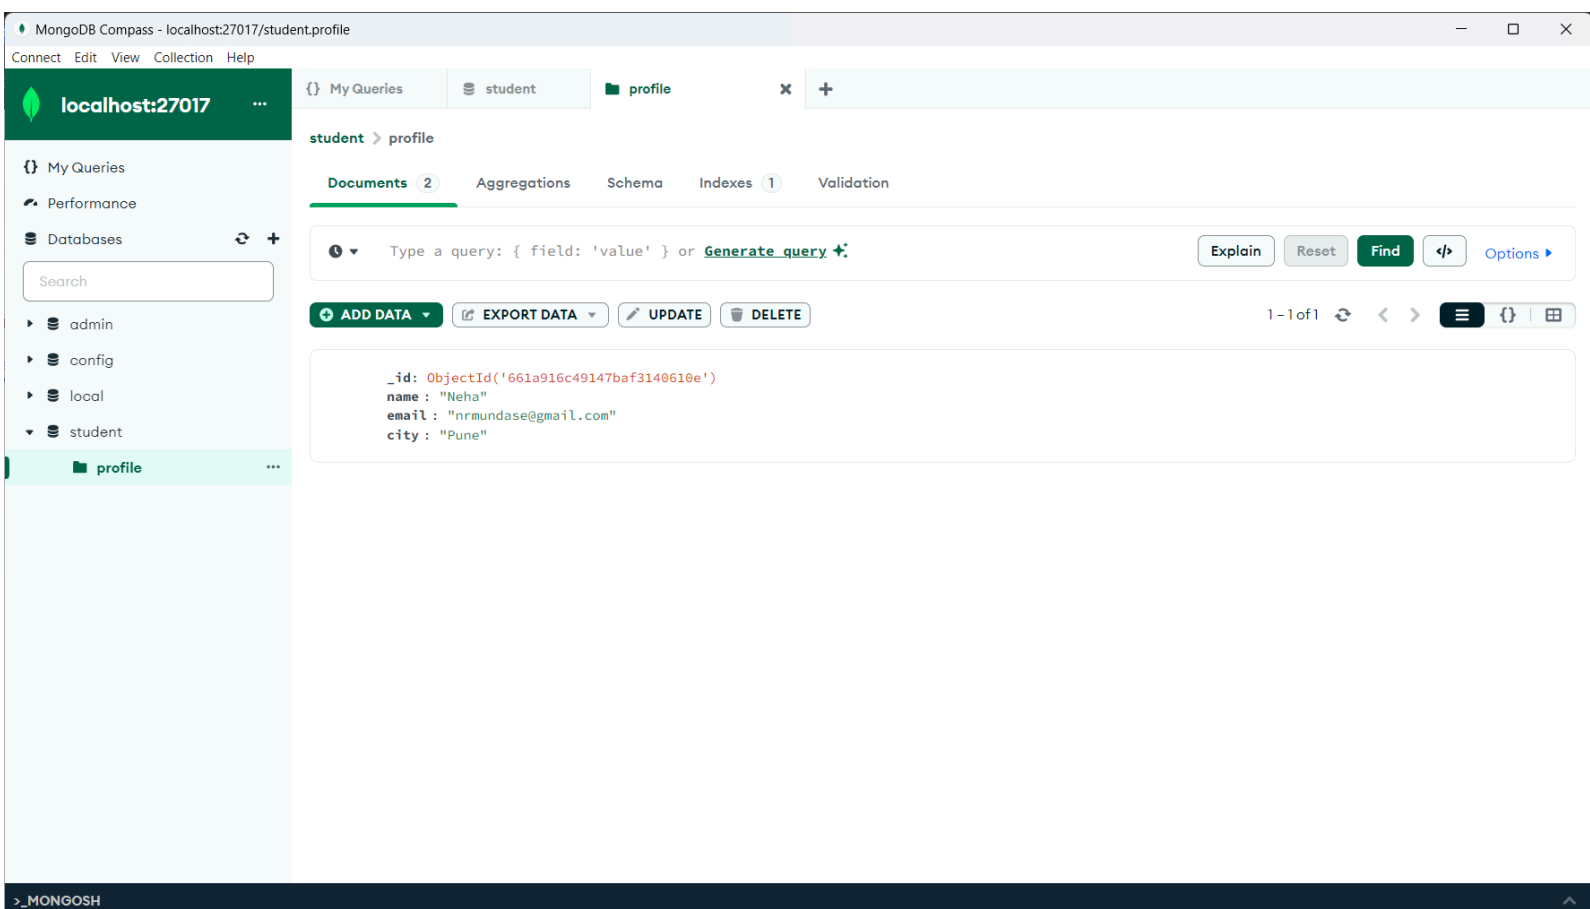 MongoDB Compass - localhost:27017/student.profile
Connect Edit View Collection Help
localhost:27017 ...
{} My Queries
student
profile
student > profile
{} My Queries
Performance
Databases
Search
admin
config
local
student
profile ...
Documents 2 Aggregations Schema Indexes 1 Validation
Type a query: { field: 'value' } or Generate query
Explain Reset Find </> Options
ADD DATA EXPORT DATA UPDATE DELETE
1 – 1 of 1 {}
_id: ObjectId('661a916c49147baf3140610e')
name : "Neha"
email : "nrmundase@gmail.com"
city : "Pune"
>_MONGOSH